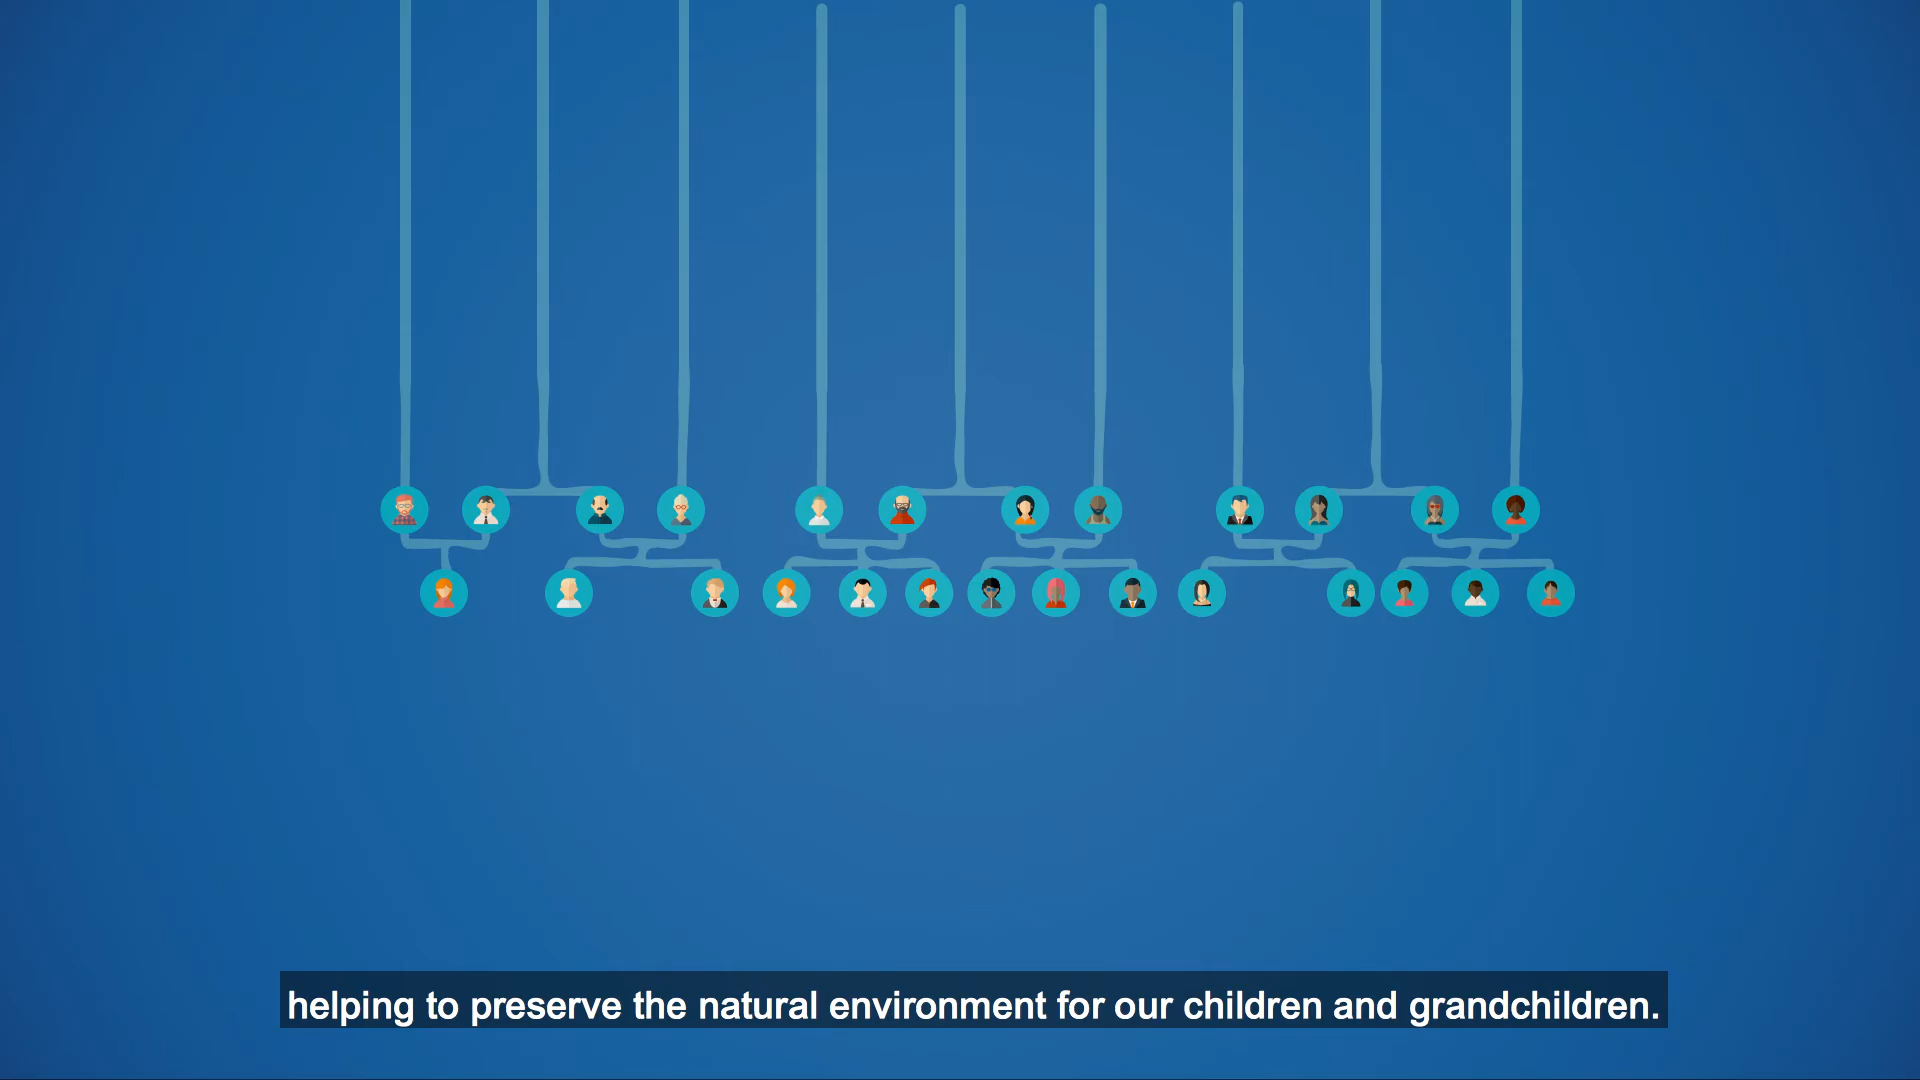 helping to preserve the natural environment for our children and grandchildren.